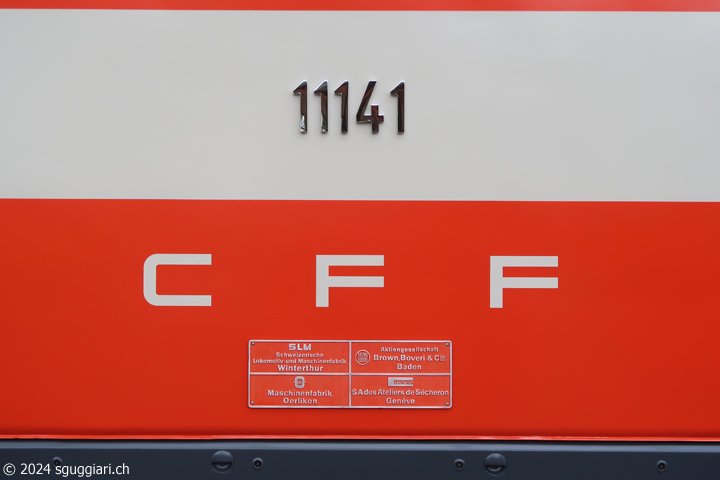 11141
C F F
SLM
Schweizerische
Lokomotiv-und Maschinenfabrik
Winterthur
Aktiengesellschaft
Brown, Boveri & Cie
Baden
Maschinenfabrik
Oerlikon
S.A. des Ateliers de Sécheron
Genève
© 2024 sguggiari.ch